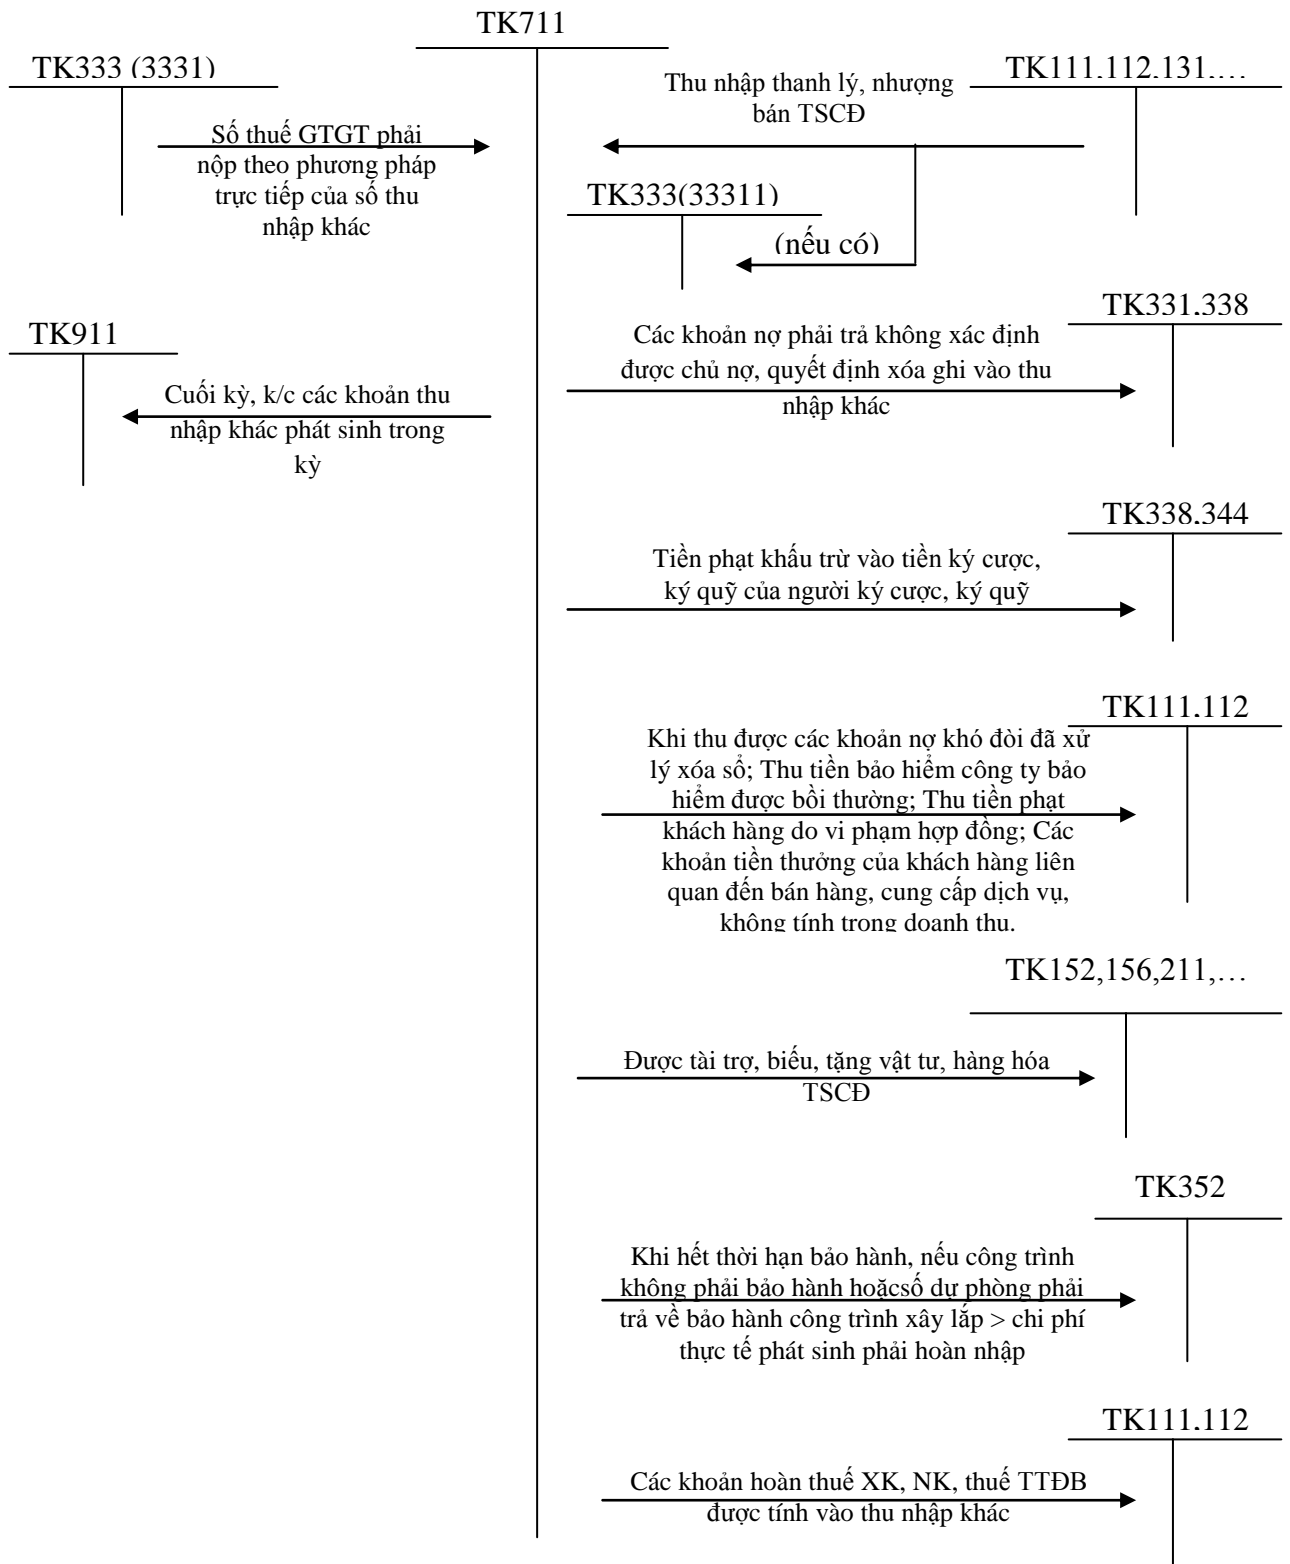 TK711
TK333 (3331)
Thu nhập thanh lý, nhượng
bán TSCĐ
TK111,112,131,…
Số thuế GTGT phải
nộp theo phương pháp
trực tiếp của số thu
nhập khác
TK333(33311)
(nếu có)
TK331,338
TK911
Các khoản nợ phải trả không xác định
được chủ nợ, quyết định xóa ghi vào thu
nhập khác
Cuối kỳ, k/c các khoản thu
nhập khác phát sinh trong
kỳ
TK338,344
Tiền phạt khấu trừ vào tiền ký cược,
ký quỹ của người ký cược, ký quỹ
TK111,112
Khi thu được các khoản nợ khó đòi đã xử
lý xóa sổ; Thu tiền bảo hiểm công ty bảo
hiểm được bồi thường; Thu tiền phạt
khách hàng do vi phạm hợp đồng; Các
khoản tiền thưởng của khách hàng liên
quan đến bán hàng, cung cấp dịch vụ,
không tính trong doanh thu.
TK152,156,211,…
Được tài trợ, biếu, tặng vật tư, hàng hóa
TSCĐ
TK352
Khi hết thời hạn bảo hành, nếu công trình
không phải bảo hành hoặcsố dự phòng phải
trả về bảo hành công trình xây lắp > chi phí
thực tế phát sinh phải hoàn nhập
TK111,112
Các khoản hoàn thuế XK, NK, thuế TTĐB
được tính vào thu nhập khác